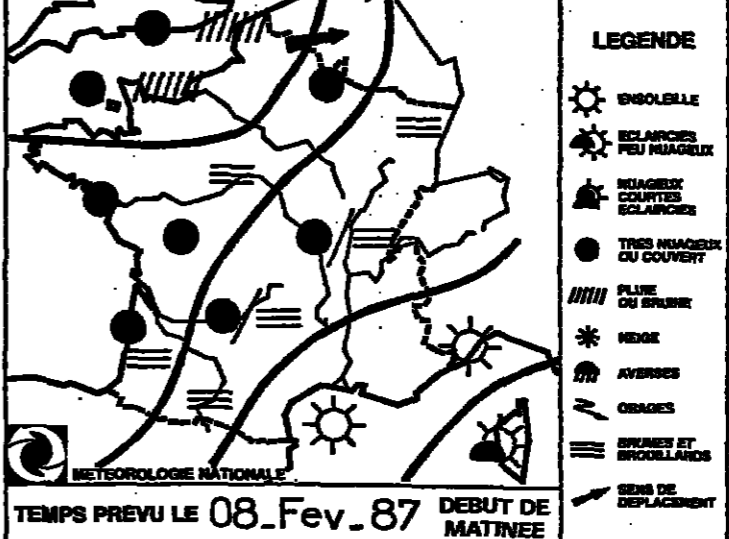 LEGENDE
ENSOLEILLE
ECLAIRCIES
PEU NUAGEUX
NUAGEUX
COURTES
ECLAIRCIES
TRES NUAGEUX
OU COUVERT
PLUIE
OU BRUINE
NEIGE
AVERSES
ORAGES
BRUMES ET
BROUILLARDS
SENS DE
DEPLACEMENT
METEOROLOGIE NATIONALE
TEMPS PREVU LE 08_Fev_87 DEBUT DE
MATINEE